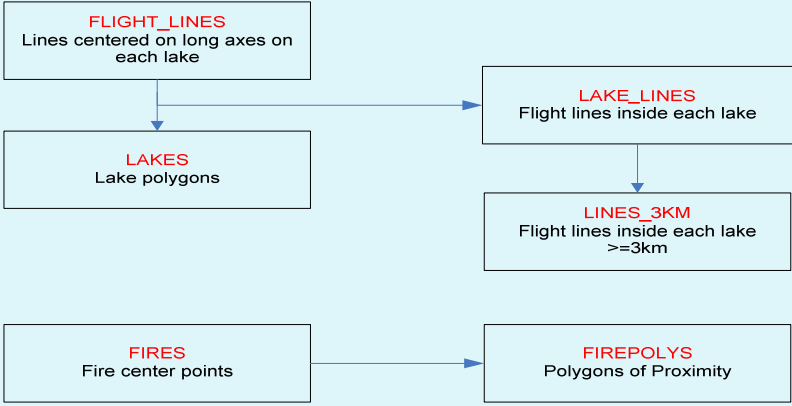 FLIGHT_LINES
Lines centered on long axes on
each lake
LAKE_LINES
Flight lines inside each lake
LAKES
Lake polygons
LINES_3KM
Flight lines inside each lake
>=3km
FIRES
Fire center points
FIREPOLYS
Polygons of Proximity